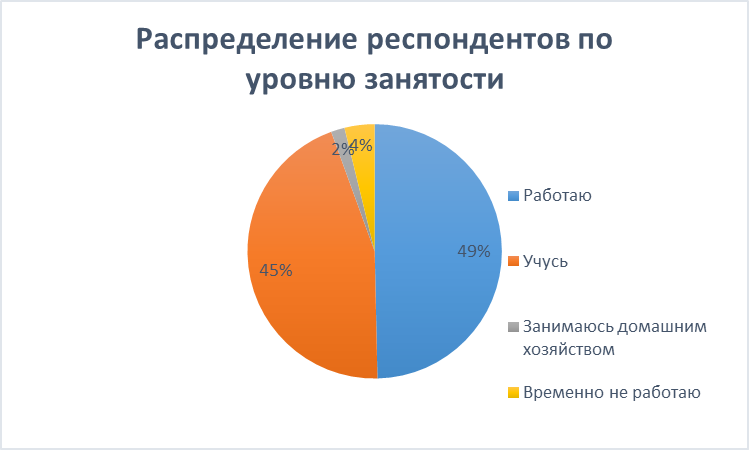 Распределение респондентов по
уровню занятости
2%
4%
49%
45%
Работаю
Учусь
Занимаюсь домашним
хозяйством
Временно не работаю